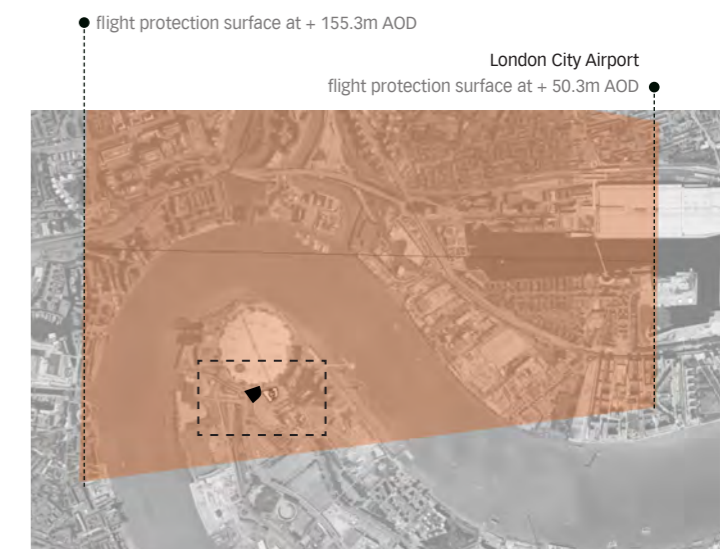 flight protection surface at + 155.3m AOD
London City Airport
flight protection surface at + 50.3m AOD